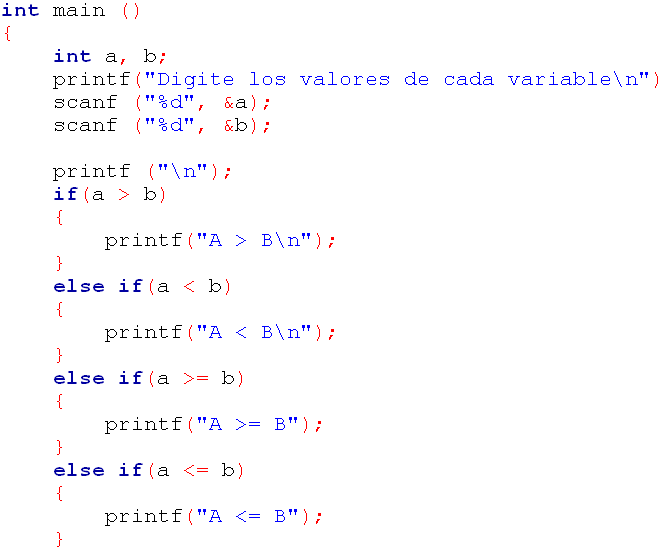 int main ()
{
    int a, b;
    printf("Digite los valores de cada variable\n")
    scanf ("%d", &a);
    scanf ("%d", &b);

    printf ("\n");
    if(a > b)
    {
        printf("A > B\n");
    }
    else if(a < b)
    {
        printf("A < B\n");
    }
    else if(a >= b)
    {
        printf("A >= B");
    }
    else if(a <= b)
    {
        printf("A <= B");
    }